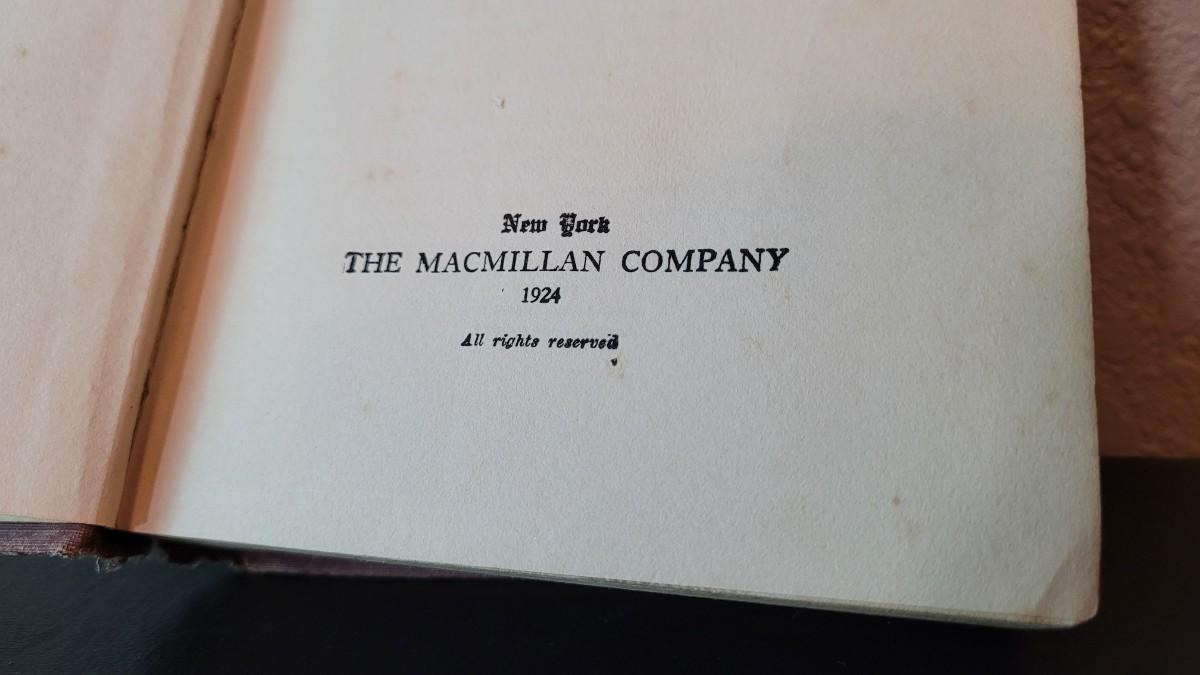 New York
THE MACMILLAN COMPANY
1924
All rights reserved